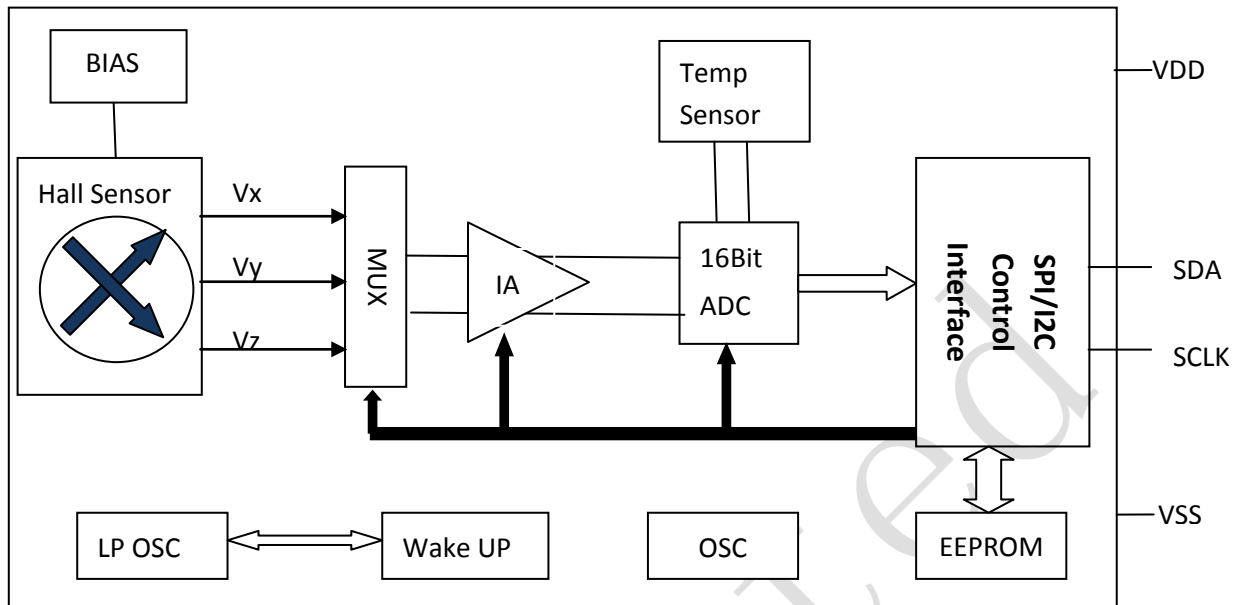 BIAS
Temp
Sensor
VDD
Hall Sensor
Vx
Vy
Vz
MUX
IA
16Bit
ADC
SPI/I2C
Control
Interface
SDA
SCLK
VSS
LP OSC
Wake UP
OSC
EEPROM